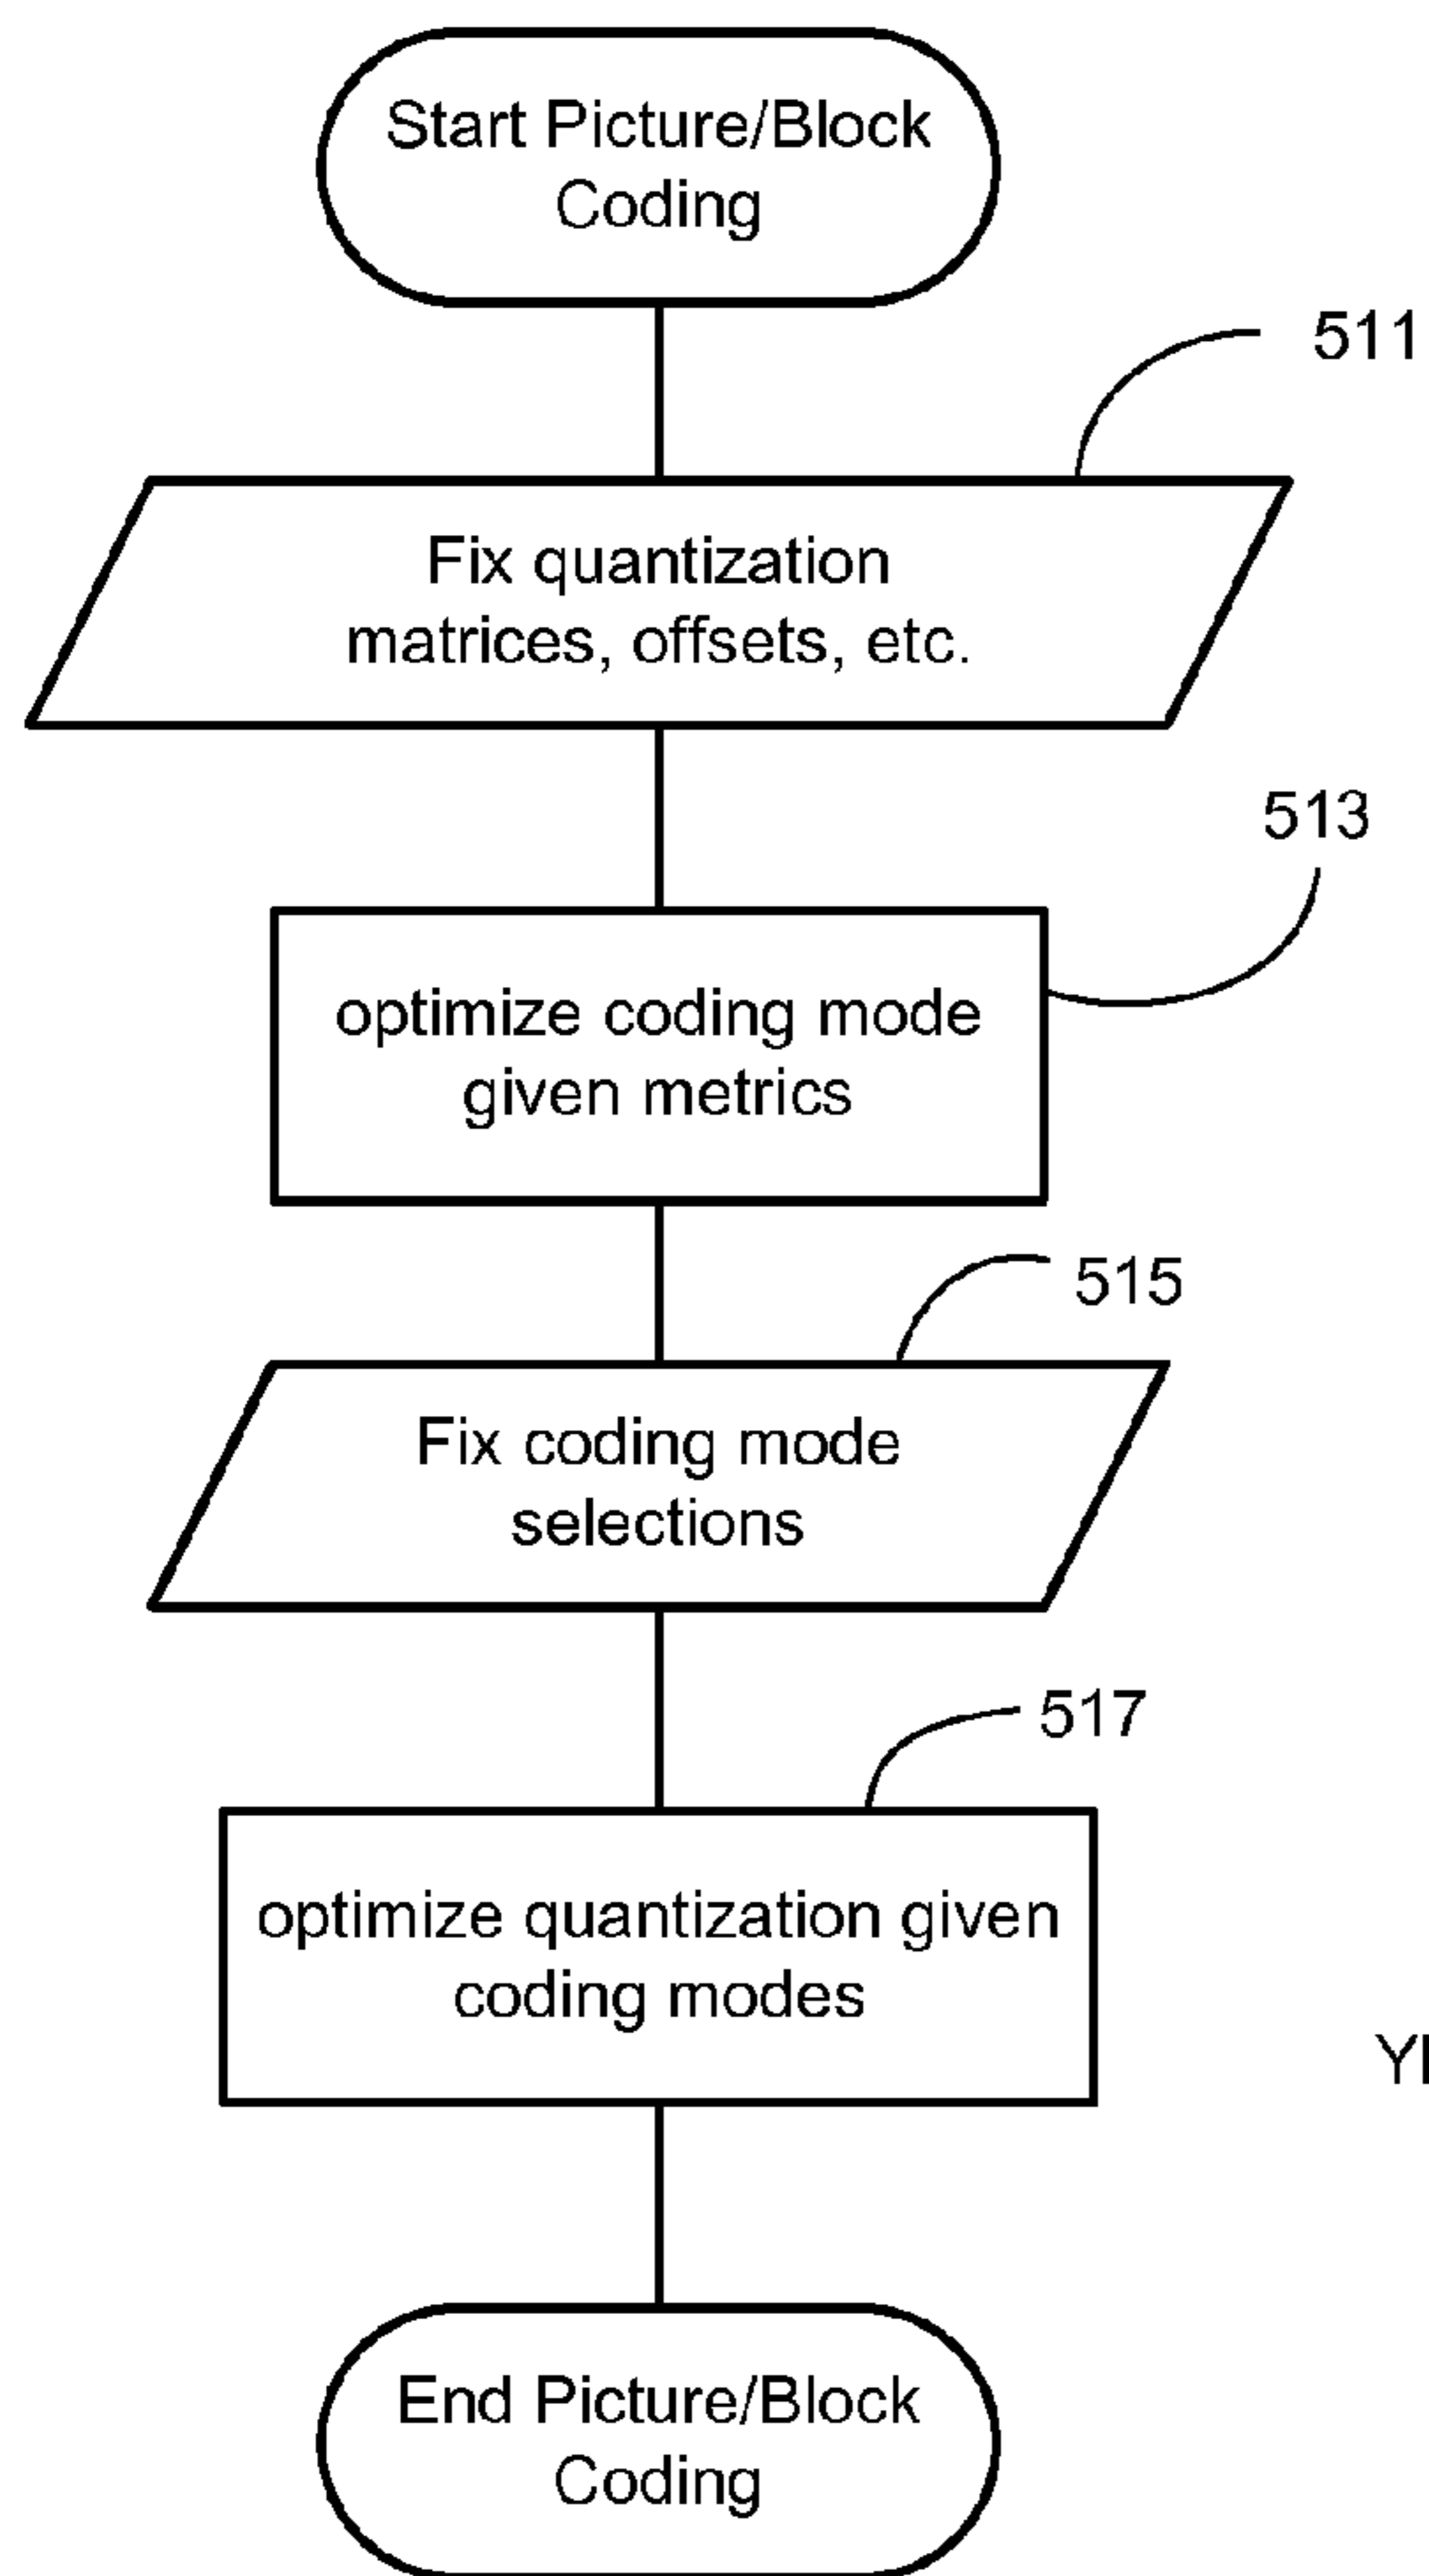 Start Picture/Block
Coding
511
Fix quantization
matrices, offsets, etc.
513
optimize coding mode
given metrics
515
Fix coding mode
selections
517
optimize quantization given
coding modes
End Picture/Block
Coding